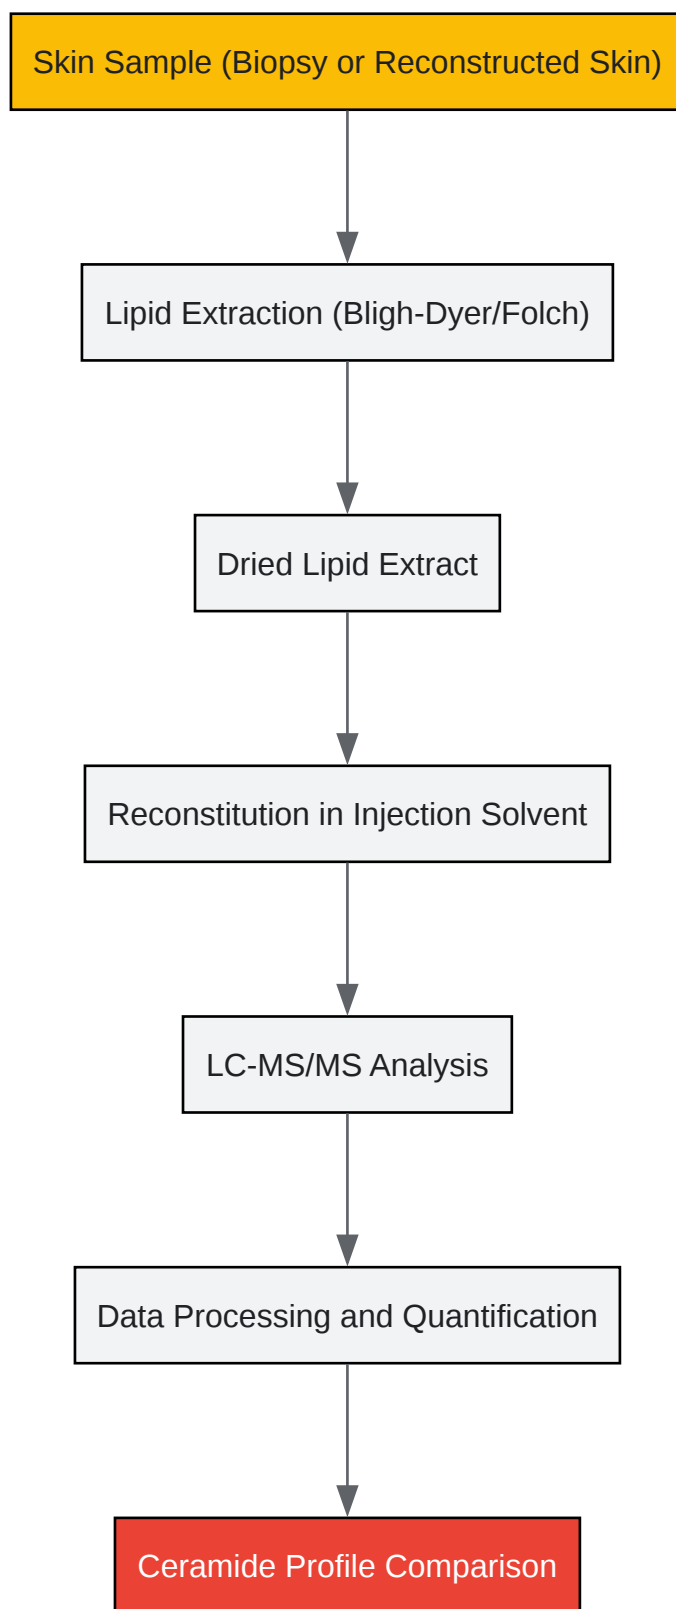 Skin Sample (Biopsy or Reconstructed Skin)
Lipid Extraction (Bligh-Dyer/Folch)
Dried Lipid Extract
Reconstitution in Injection Solvent
LC-MS/MS Analysis
Data Processing and Quantification
Ceramide Profile Comparison